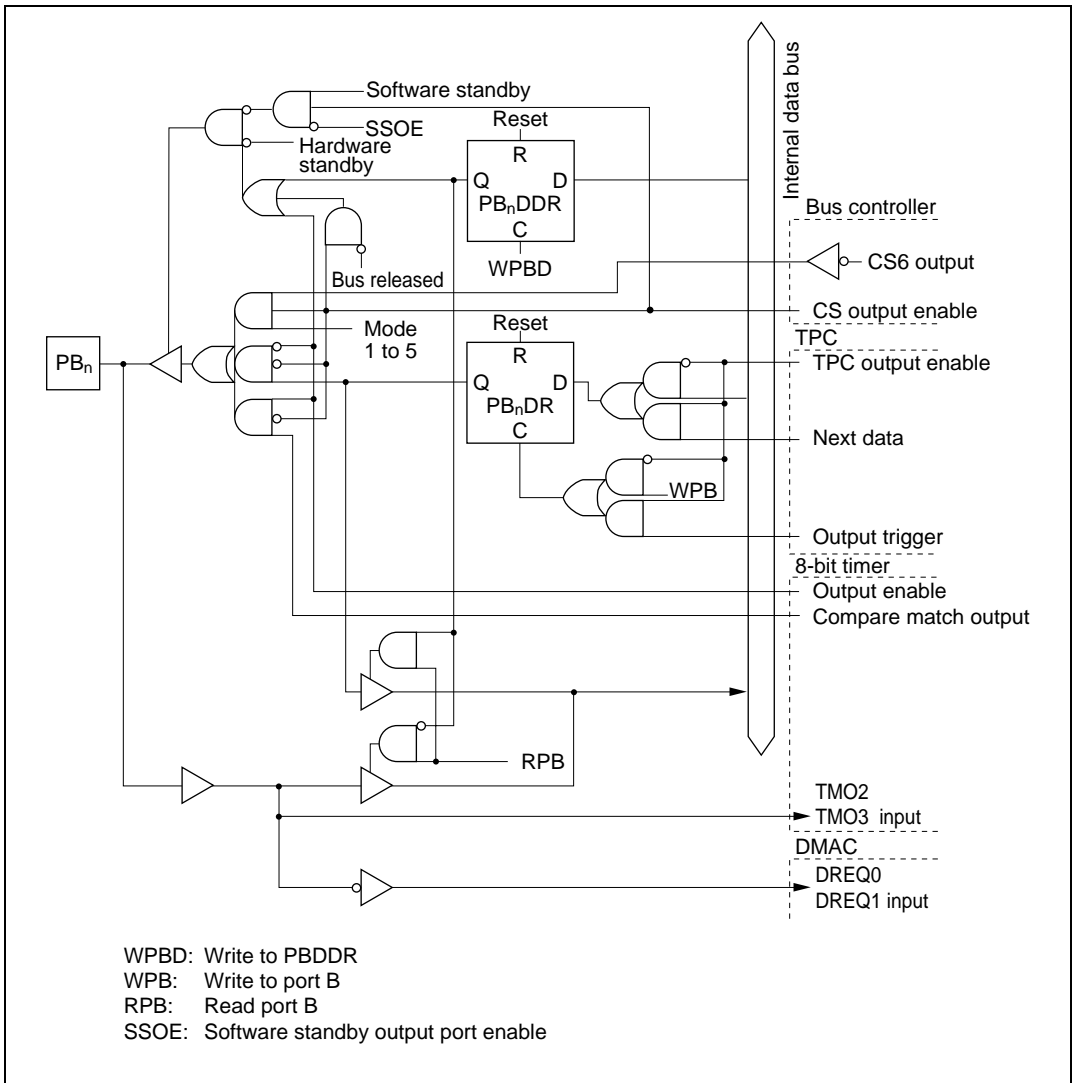 Software standby
SSOE
Hardware
standby
Reset
R
Q
D
PBnDDR
C
WPBD
Internal data bus
Bus controller
CS6 output
Bus released
CS output enable
Mode
1 to 5
Reset
TPC
TPC output enable
PBn
R
Q
D
PBnDR
C
Next data
WPB
Output trigger
8-bit timer
Output enable
Compare match output
RPB
TMO2
TMO3 input
DMAC
DREQ0
DREQ1 input
WPBD: Write to PBDDR
WPB: Write to port B
RPB: Read port B
SSOE: Software standby output port enable